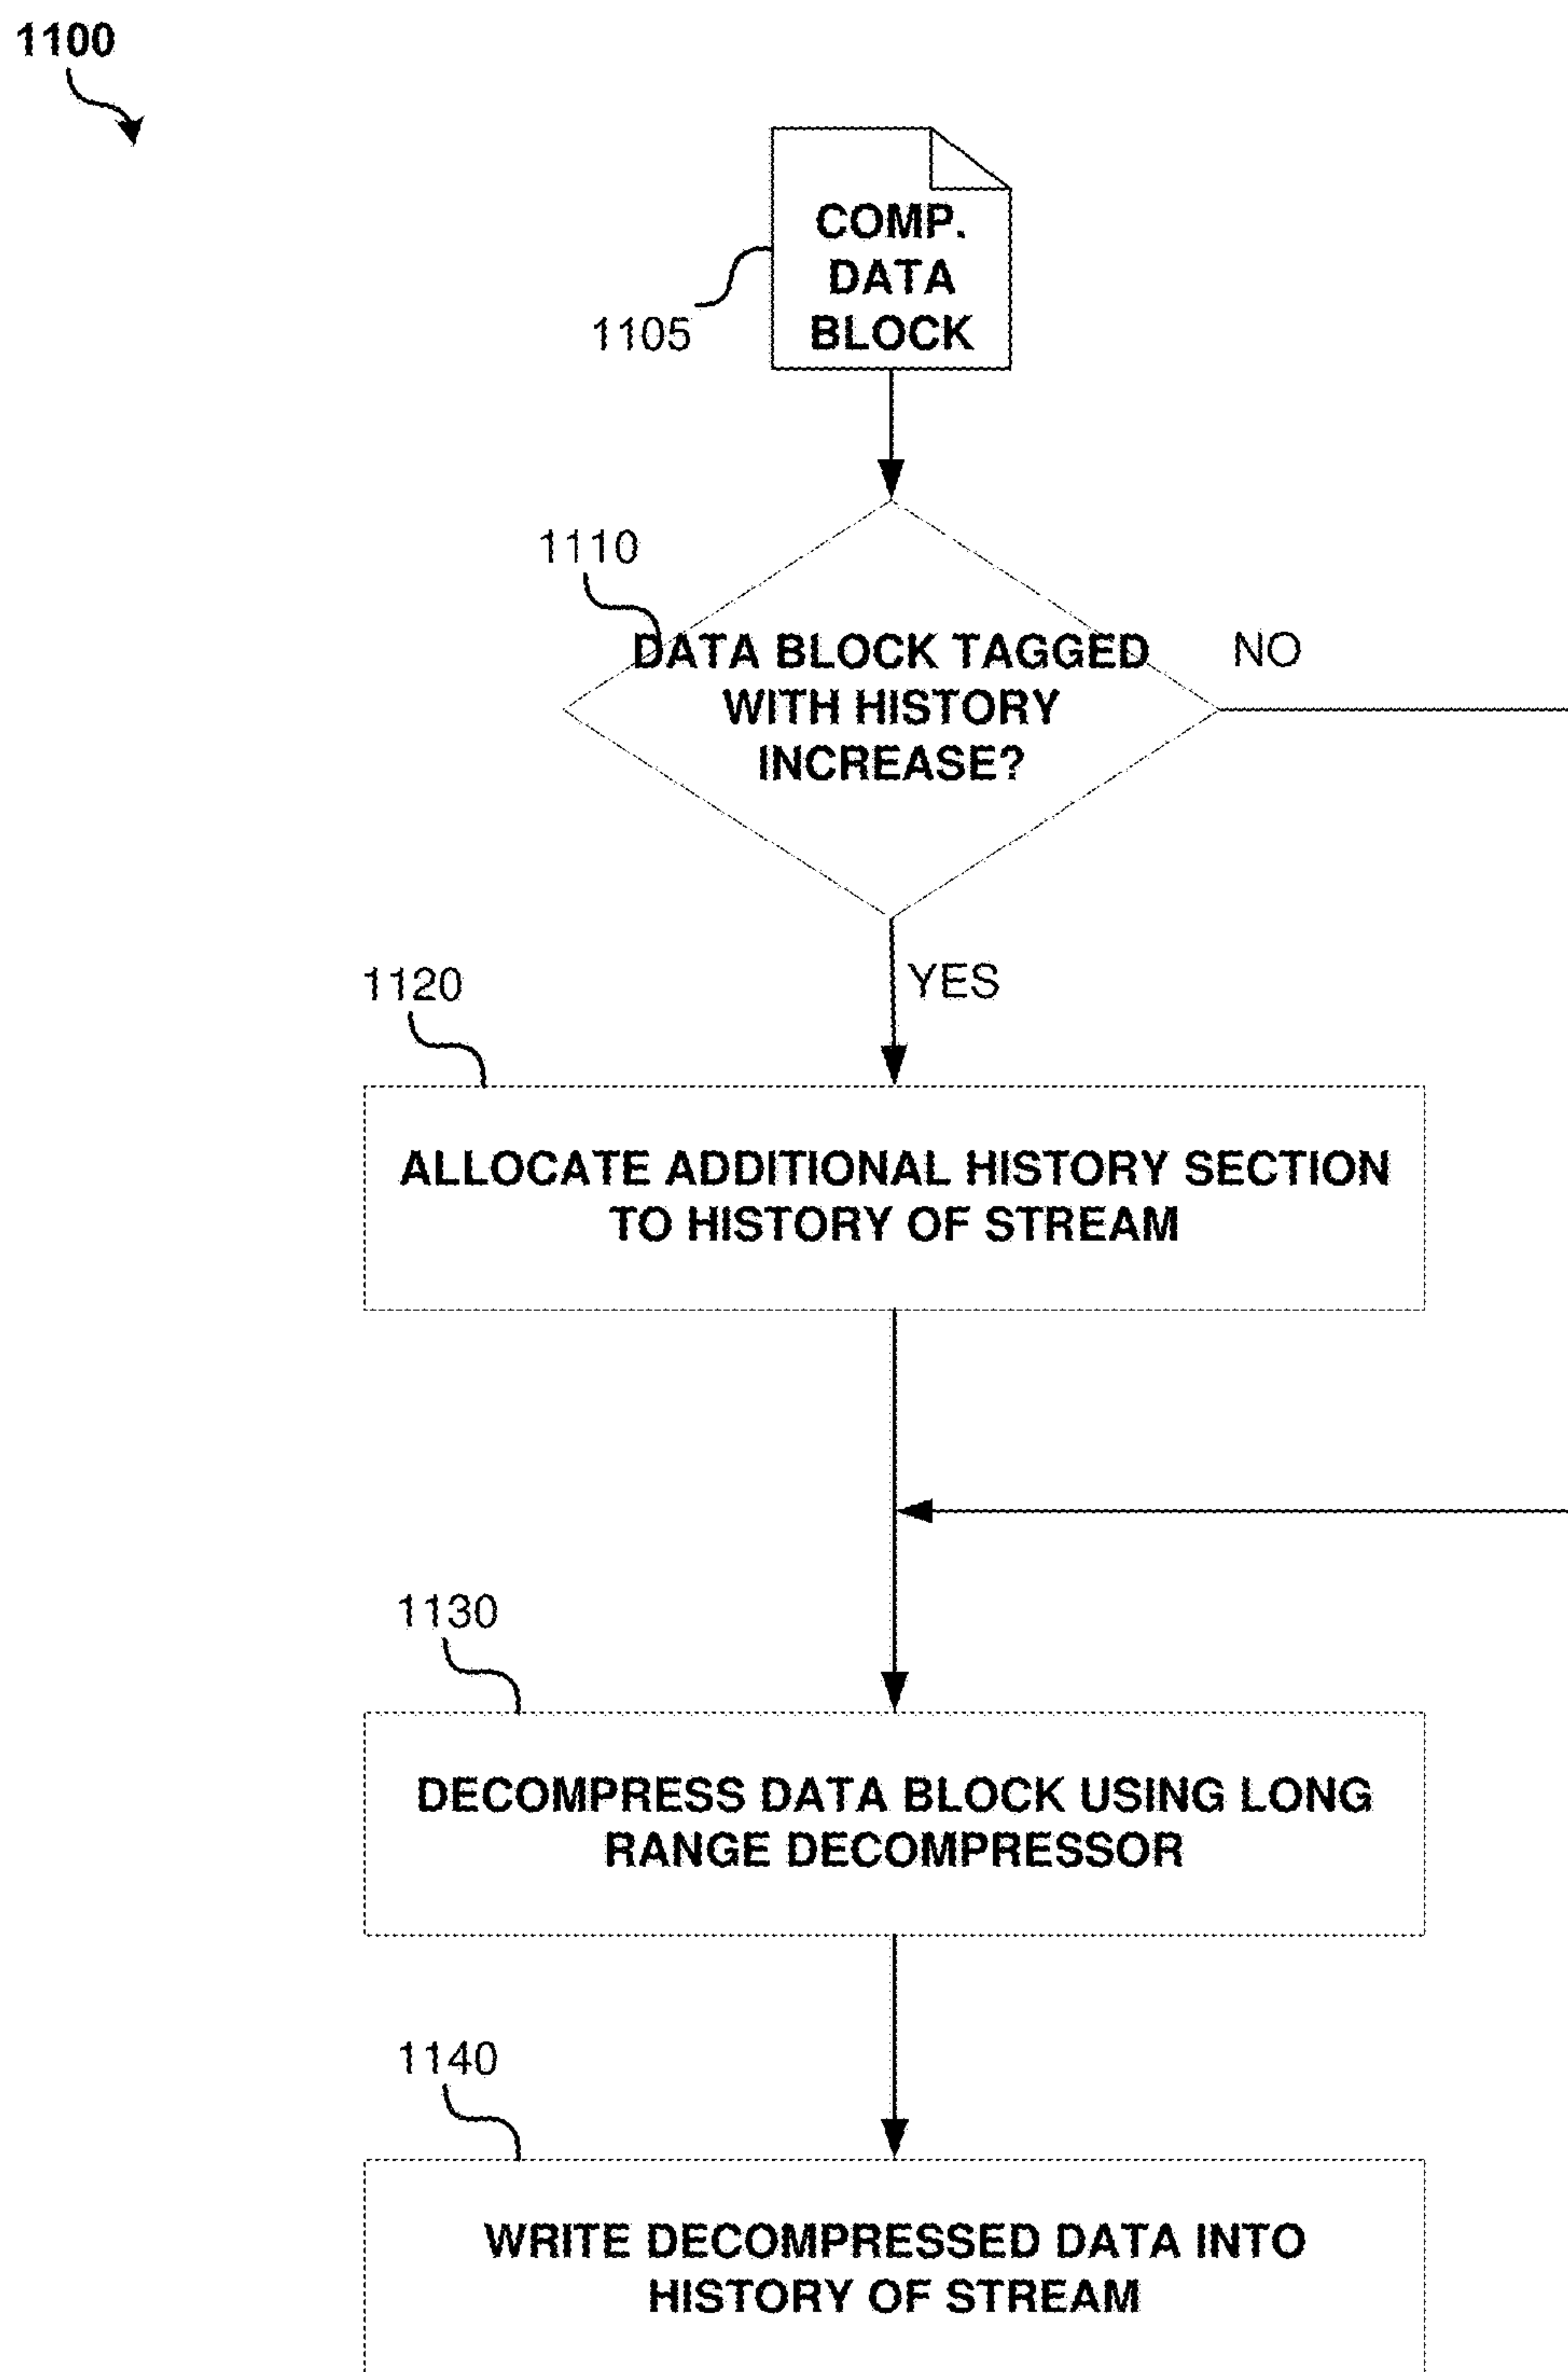 1100
COMP.
DATA
BLOCK
1105
1110
DATA BLOCK TAGGED
WITH HISTORY
INCREASE?
NO
YES
1120
ALLOCATE ADDITIONAL HISTORY SECTION
TO HISTORY OF STREAM
1130
DECOMPRESS DATA BLOCK USING LONG
RANGE DECOMPRESSOR
1140
WRITE DECOMPRESSED DATA INTO
HISTORY OF STREAM